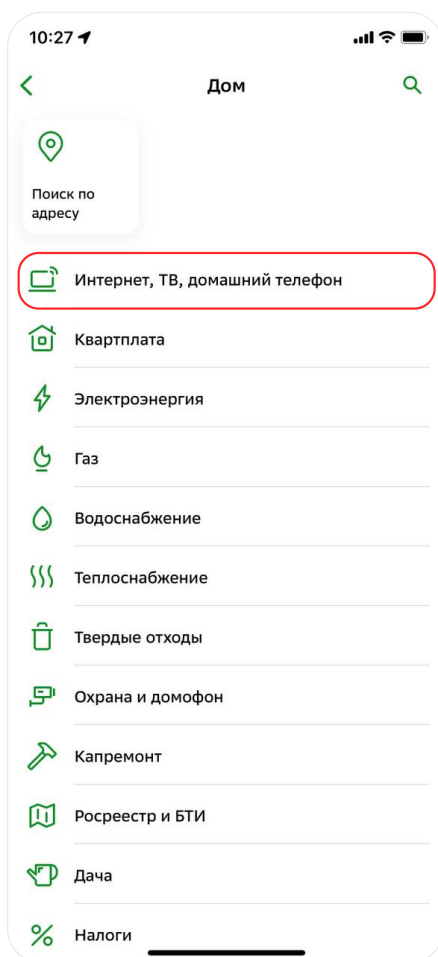 10:27
Дом
Поиск по
адресу
Интернет, ТВ, домашний телефон
Квартплата
Электроэнергия
Газ
Водоснабжение
Теплоснабжение
Твердые отходы
Охрана и домофон
Капремонт
Росреестр и БТИ
Дача
Налоги